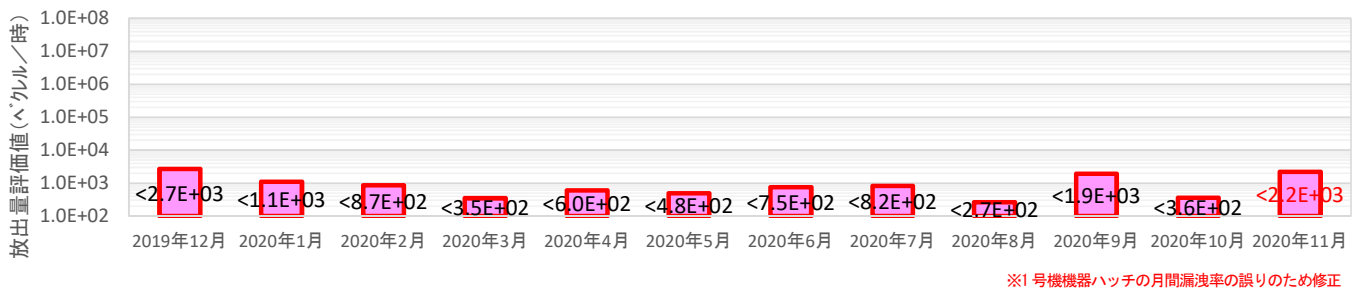 放出量評価値(ベクレル/時)
1.0E+08
1.0E+07
1.0E+06
1.0E+05
1.0E+04
1.0E+03
1.0E+02
<2.7E+03
<1.1E+03
<8.7E+02
<3.5E+02
<6.0E+02
<4.8E+02
<7.5E+02
<8.2E+02
<2.7E+02
<1.9E+03
<3.6E+02
<2.2E+03
2019年12月
2020年1月
2020年2月
2020年3月
2020年4月
2020年5月
2020年6月
2020年7月
2020年8月
2020年9月
2020年10月
2020年11月
※1号機機器ハッチの月間漏洩率の誤りのため修正